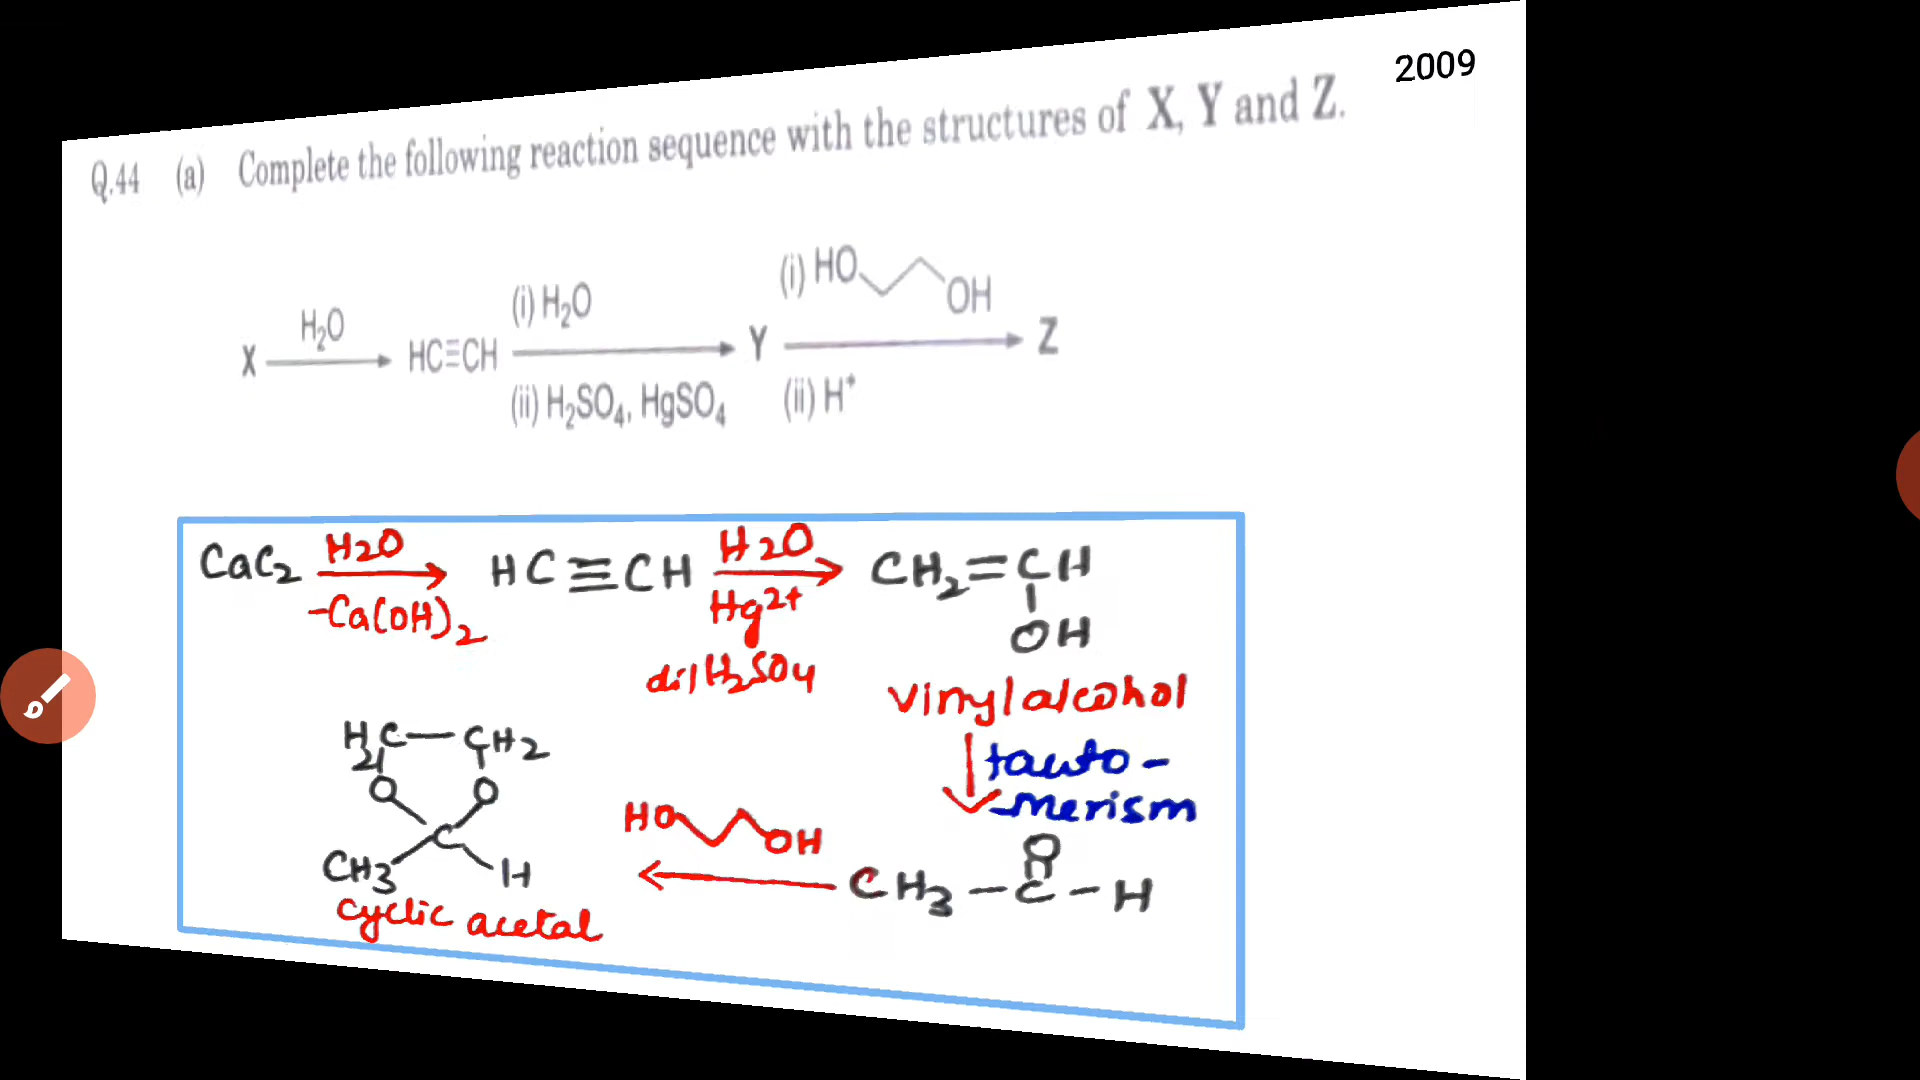 2009
Q.44 (a) Complete the following reaction sequence with the structures of X, Y and Z.
(i) HO OH
H₂O (i) H₂O
X HC≡CH Y Z
(ii) H₂SO₄, HgSO₄ (ii) H⁺
H2O H2O
CaC₂ HC≡CH CH₂=CH
-Ca(OH)₂ Hg2+ OH
dil H₂SO4 vinylalcohol
H₂C—CH2 tauto-
O O HO OH -merism
C O
CH3 H CH₃-C-H
cyclic acetal